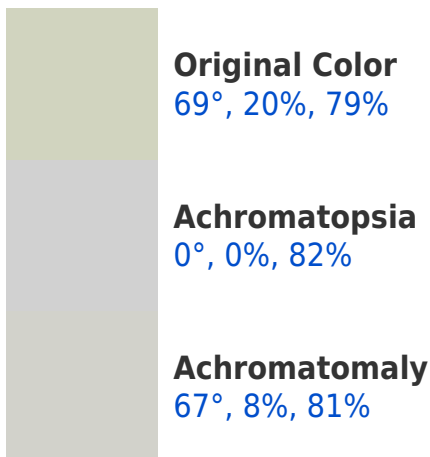 Original Color
69°, 20%, 79%
Achromatopsia
0°, 0%, 82%
Achromatomaly
67°, 8%, 81%